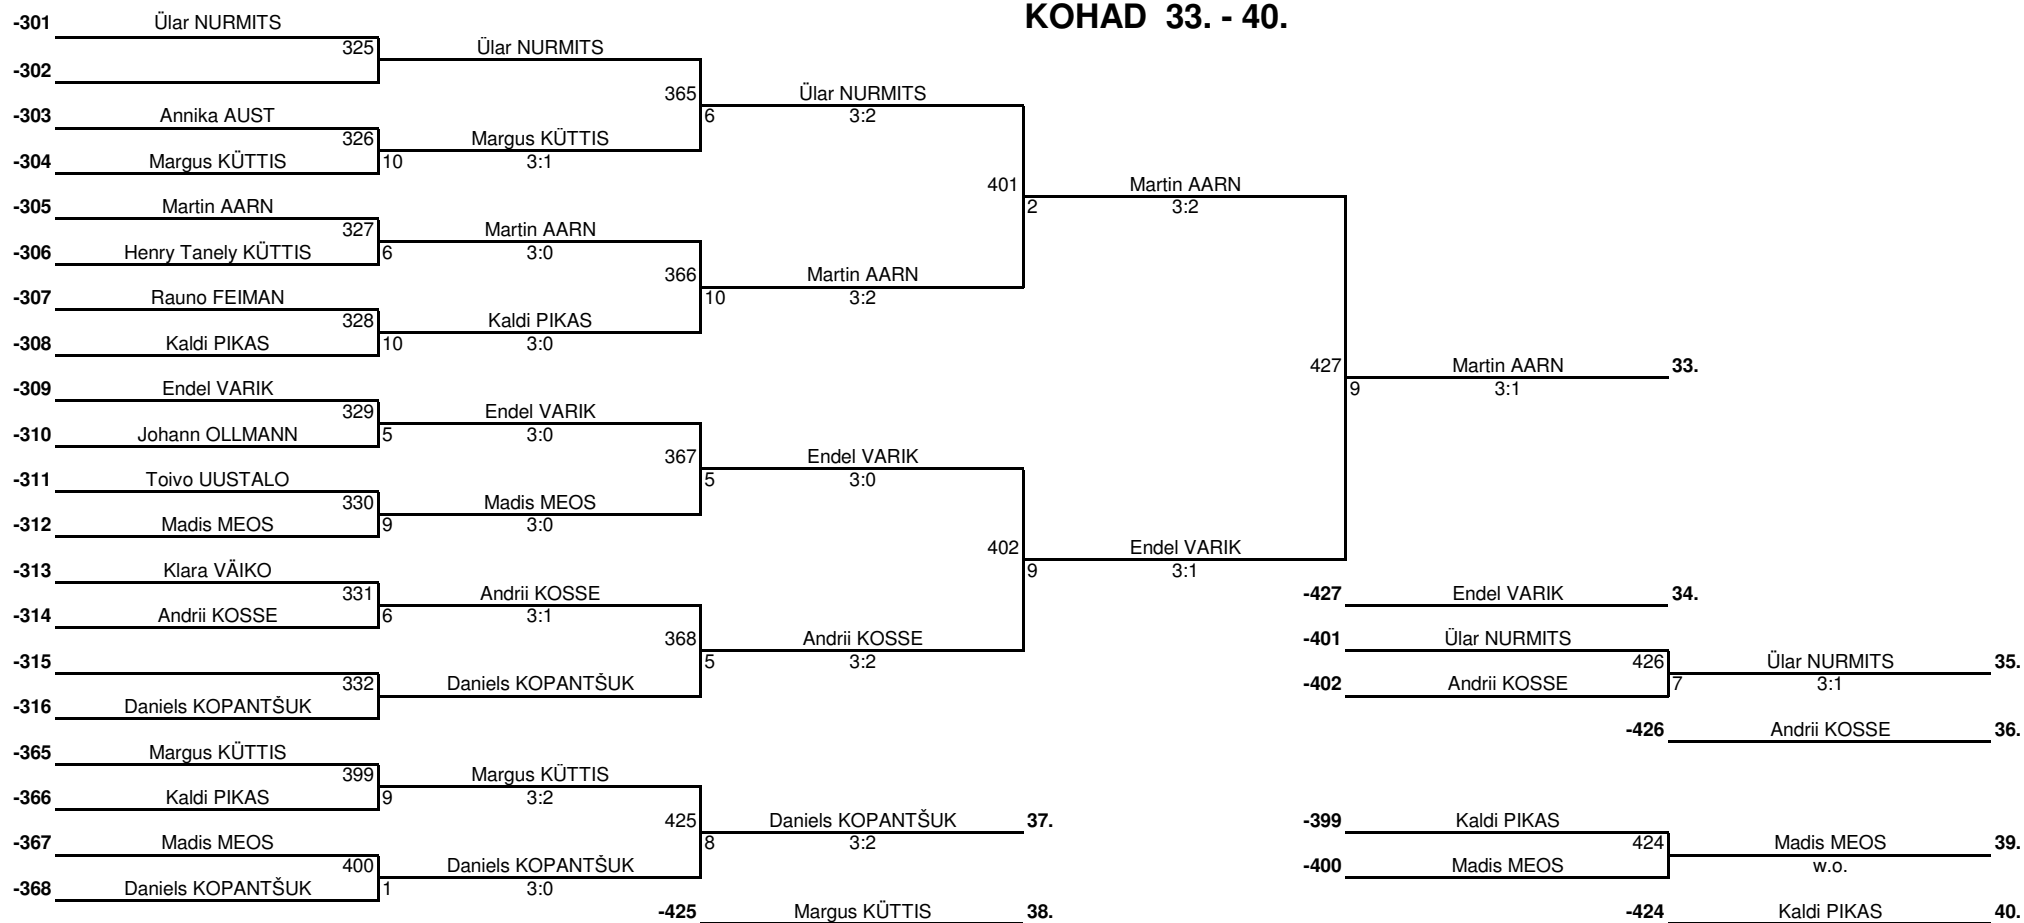 KOHAD 33. - 40.
-301 Ülar NURMITS
325 Ülar NURMITS
-302
365 Ülar NURMITS
-303 Annika AUST
6 3:2
326 Margus KÜTTIS
-304 Margus KÜTTIS 10 3:1
401 Martin AARN
-305 Martin AARN
2 3:2
327 Martin AARN
-306 Henry Tanely KÜTTIS 6 3:0
366 Martin AARN
-307 Rauno FEIMAN
10 3:2
328 Kaldi PIKAS
-308 Kaldi PIKAS 10 3:0
427 Martin AARN 33.
-309 Endel VARIK
9 3:1
329 Endel VARIK
-310 Johann OLLMANN 5 3:0
367 Endel VARIK
-311 Toivo UUSTALO
5 3:0
330 Madis MEOS
-312 Madis MEOS 9 3:0
402 Endel VARIK
-313 Klara VÄIKO
9 3:1
331 Andrii KOSSE
-427 Endel VARIK 34.
-314 Andrii KOSSE 6 3:1
368 Andrii KOSSE
-401 Ülar NURMITS
-315
5 3:2
426 Ülar NURMITS 35.
332 Daniels KOPANTŠUK
-402 Andrii KOSSE 7 3:1
-316 Daniels KOPANTŠUK
-426 Andrii KOSSE 36.
-365 Margus KÜTTIS
399 Margus KÜTTIS
-366 Kaldi PIKAS 9 3:2
425 Daniels KOPANTŠUK 37.
-399 Kaldi PIKAS
-367 Madis MEOS
8 3:2
424 Madis MEOS 39.
400 Daniels KOPANTŠUK
-400 Madis MEOS w.o.
-368 Daniels KOPANTŠUK 1 3:0
-425 Margus KÜTTIS 38.
-424 Kaldi PIKAS 40.